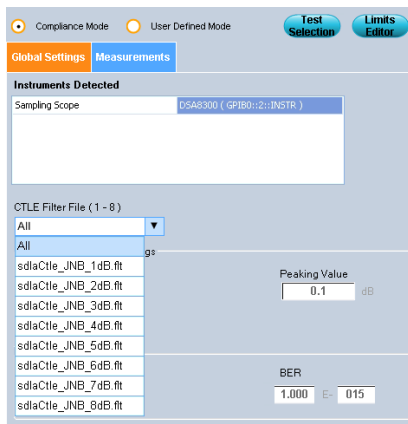 Compliance Mode User Defined Mode Test Selection Limits Editor
Global Settings Measurements
Instruments Detected
Sampling Scope DSA8300 ( GPIB0::2::INSTR )
CTLE Filter File ( 1 - 8 )
All
All
gs
sdlaCtle_JNB_1dB.flt
Peaking Value
sdlaCtle_JNB_2dB.flt
0.1 dB
sdlaCtle_JNB_3dB.flt
sdlaCtle_JNB_4dB.flt
sdlaCtle_JNB_5dB.flt
sdlaCtle_JNB_6dB.flt
BER
sdlaCtle_JNB_7dB.flt
1.000 E- 015
sdlaCtle_JNB_8dB.flt